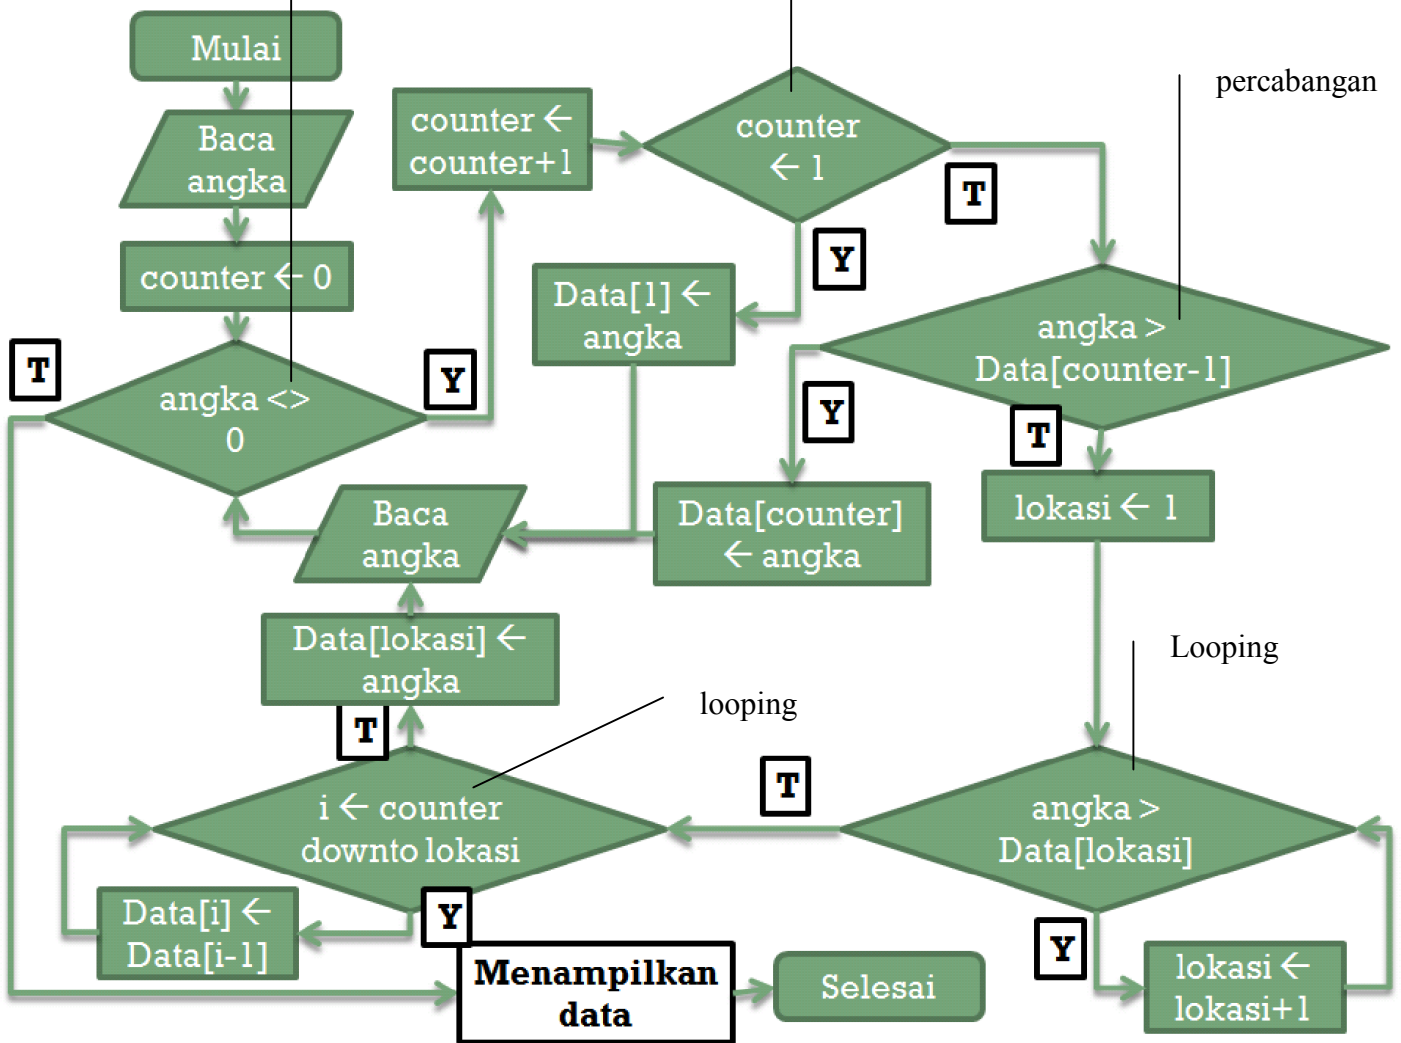 Mulai
Baca
angka
counter ← 0
angka <>
0
T
Y
counter ←
counter+1
counter
← 1
T
Y
percabangan
Data[1] ←
angka
angka >
Data[counter-1]
Y
T
Data[counter]
← angka
lokasi ← 1
Baca
angka
Data[lokasi] ←
angka
T
looping
Looping
i ← counter
downto lokasi
T
angka >
Data[lokasi]
Y
Data[i] ←
Data[i-1]
Y
lokasi ←
lokasi+1
Menampilkan
data
Selesai